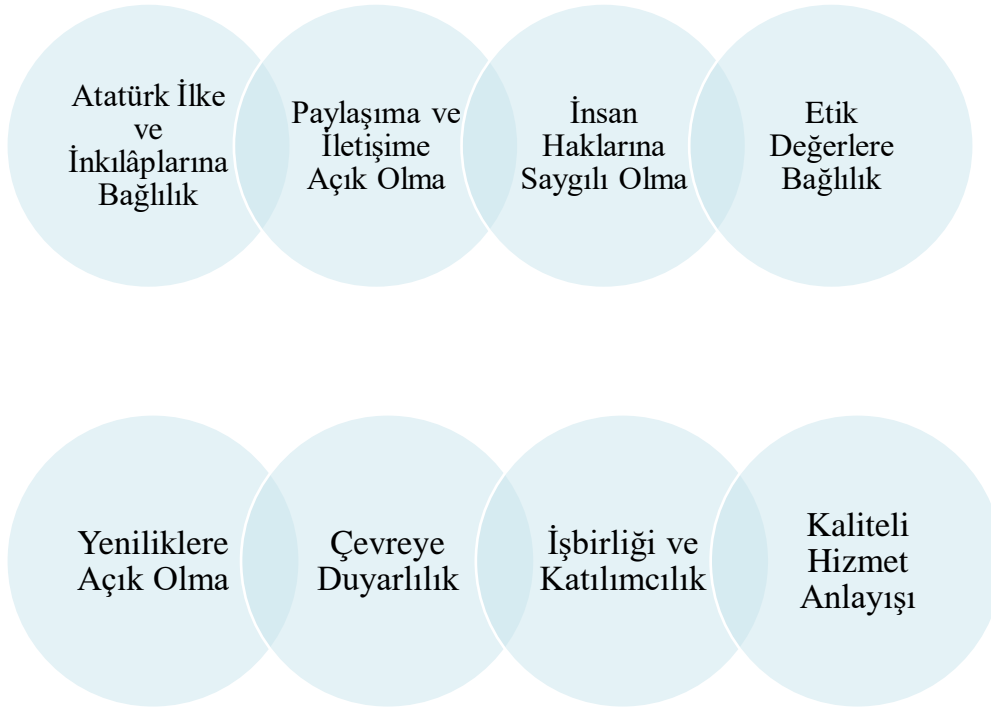 Atatürk İlke
ve
İnkılâplarına
Bağlılık
Paylaşıma ve
İletişime
Açık Olma
İnsan
Haklarına
Saygılı Olma
Etik
Değerlere
Bağlılık
Yeniliklere
Açık Olma
Çevreye
Duyarlılık
İşbirliği ve
Katılımcılık
Kaliteli
Hizmet
Anlayışı